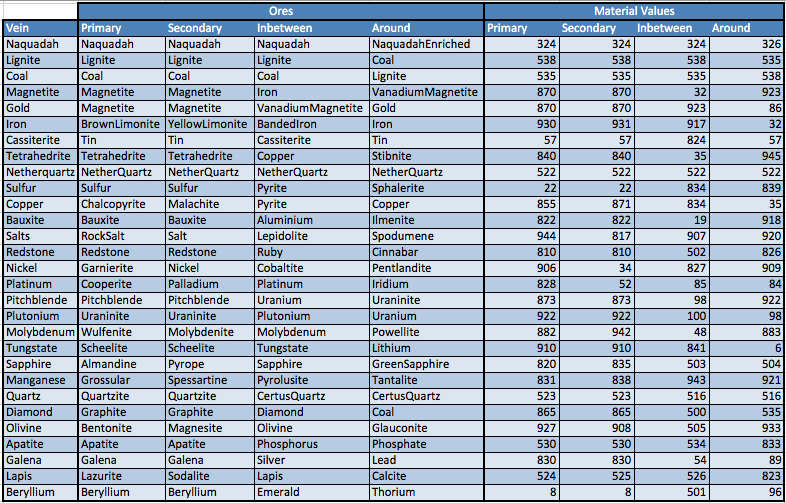 Ores Material Values
Vein Primary Secondary Inbetween Around Primary Secondary Inbetween Around
Naquadah Naquadah Naquadah Naquadah NaquadahEnriched 324 324 324 326
Lignite Lignite Lignite Lignite Coal 538 538 538 535
Coal Coal Coal Coal Lignite 535 535 535 538
Magnetite Magnetite Magnetite Iron VanadiumMagnetite 870 870 32 923
Gold Magnetite Magnetite VanadiumMagnetite Gold 870 870 923 86
Iron BrownLimonite YellowLimonite BandedIron Iron 930 931 917 32
Cassiterite Tin Tin Cassiterite Tin 57 57 824 57
Tetrahedrite Tetrahedrite Tetrahedrite Copper Stibnite 840 840 35 945
Netherquartz NetherQuartz NetherQuartz NetherQuartz NetherQuartz 522 522 522 522
Sulfur Sulfur Sulfur Pyrite Sphalerite 22 22 834 839
Copper Chalcopyrite Malachite Pyrite Copper 855 871 834 35
Bauxite Bauxite Bauxite Aluminium Ilmenite 822 822 19 918
Salts RockSalt Salt Lepidolite Spodumene 944 817 907 920
Redstone Redstone Redstone Ruby Cinnabar 810 810 502 826
Nickel Garnierite Nickel Cobaltite Pentlandite 906 34 827 909
Platinum Cooperite Palladium Platinum Iridium 828 52 85 84
Pitchblende Pitchblende Pitchblende Uranium Uraninite 873 873 98 922
Plutonium Uraninite Uraninite Plutonium Uranium 922 922 100 98
Molybdenum Wulfenite Molybdenite Molybdenum Powellite 882 942 48 883
Tungstate Scheelite Scheelite Tungstate Lithium 910 910 841 6
Sapphire Almandine Pyrope Sapphire GreenSapphire 820 835 503 504
Manganese Grossular Spessartine Pyrolusite Tantalite 831 838 943 921
Quartz Quartzite Quartzite CertusQuartz CertusQuartz 523 523 516 516
Diamond Graphite Graphite Diamond Coal 865 865 500 535
Olivine Bentonite Magnesite Olivine Glauconite 927 908 505 933
Apatite Apatite Apatite Phosphorus Phosphate 530 530 534 833
Galena Galena Galena Silver Lead 830 830 54 89
Lapis Lazurite Sodalite Lapis Calcite 524 525 526 823
Beryllium Beryllium Beryllium Emerald Thorium 8 8 501 96